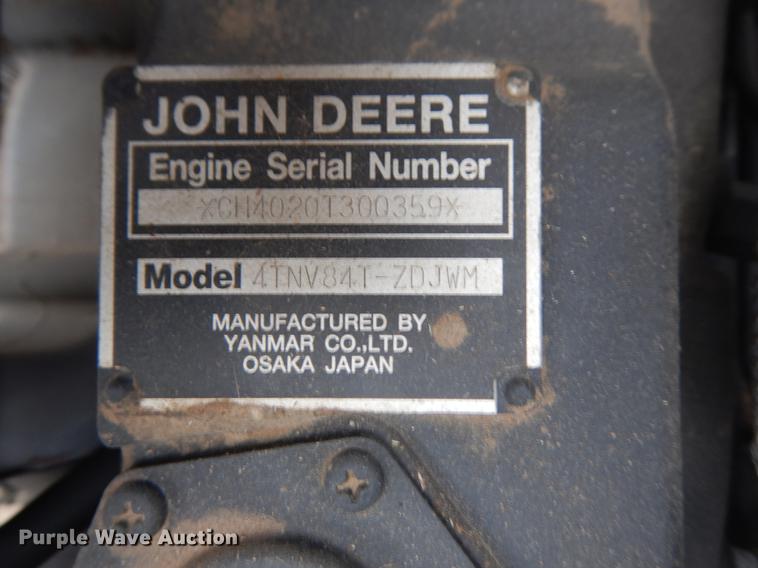 JOHN DEERE
Engine Serial Number
XCH4020T300359X
Model 4TNV84T-ZDJWM
MANUFACTURED BY
YANMAR CO.,LTD.
OSAKA JAPAN
Purple Wave Auction